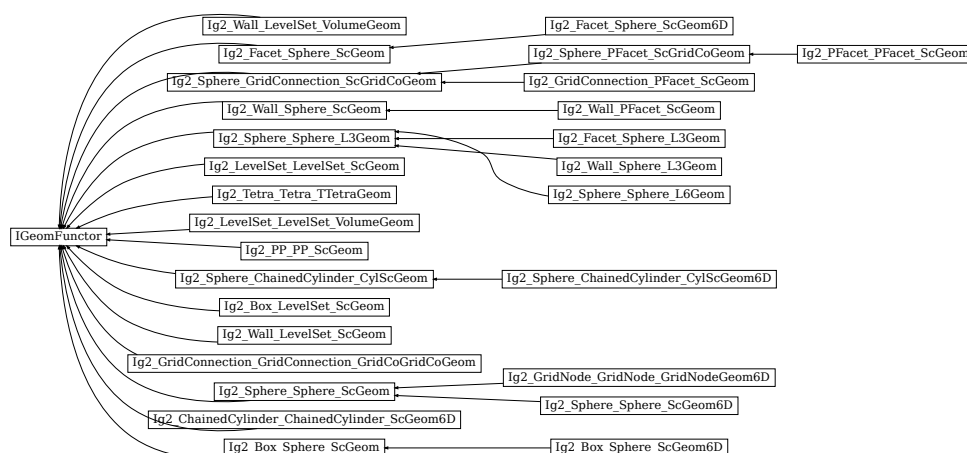 Ig2_Wall_LevelSet_VolumeGeom
Ig2_Facet_Sphere_ScGeom6D
Ig2_Facet_Sphere_ScGeom
Ig2_Sphere_PFacet_ScGridCoGeom
Ig2_PFacet_PFacet_ScGeom
Ig2_Sphere_GridConnection_ScGridCoGeom
Ig2_GridConnection_PFacet_ScGeom
Ig2_Wall_Sphere_ScGeom
Ig2_Wall_PFacet_ScGeom
Ig2_Sphere_Sphere_L3Geom
Ig2_Facet_Sphere_L3Geom
Ig2_LevelSet_LevelSet_ScGeom
Ig2_Wall_Sphere_L3Geom
Ig2_Tetra_Tetra_TTetraGeom
Ig2_Sphere_Sphere_L6Geom
Ig2_LevelSet_LevelSet_VolumeGeom
IGeomFunctor
Ig2_PP_PP_ScGeom
Ig2_Sphere_ChainedCylinder_CylScGeom
Ig2_Sphere_ChainedCylinder_CylScGeom6D
Ig2_Box_LevelSet_ScGeom
Ig2_Wall_LevelSet_ScGeom
Ig2_GridConnection_GridConnection_GridCoGridCoGeom
Ig2_GridNode_GridNode_GridNodeGeom6D
Ig2_Sphere_Sphere_ScGeom
Ig2_Sphere_Sphere_ScGeom6D
Ig2_ChainedCylinder_ChainedCylinder_ScGeom6D
Ig2_Box_Sphere_ScGeom
Ig2_Box_Sphere_ScGeom6D